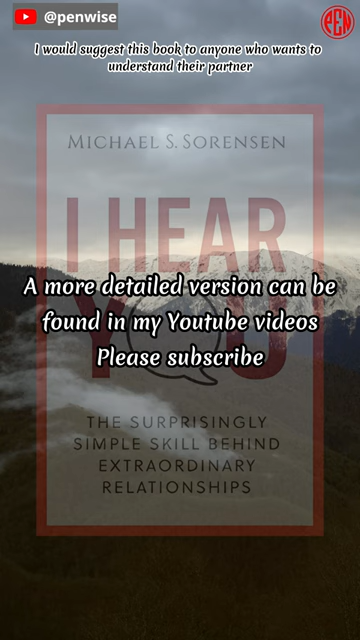 @penwise
PEN
I would suggest this book to anyone who wants to
understand their partner
MICHAEL S. SORENSEN
I HEAR
YOU
A more detailed version can be
found in my Youtube videos
Please subscribe
THE SURPRISINGLY
SIMPLE SKILL BEHIND
EXTRAORDINARY
RELATIONSHIPS